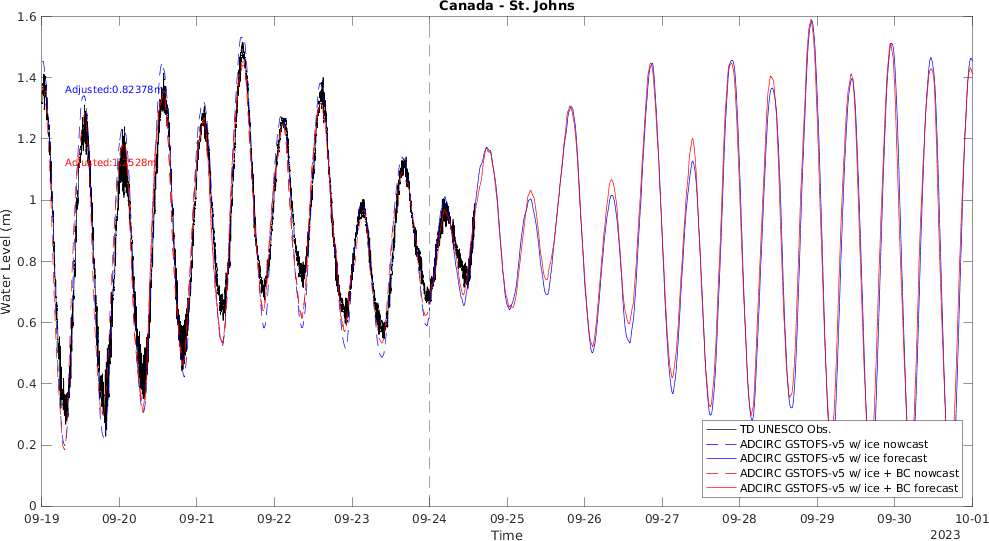 Canada - St. Johns
1.6
1.4
1.2
1
0.8
0.6
0.4
0.2
0
Water Level (m)
Adjusted:0.82378m
TD UNESCO Obs.
ADCIRC GSTOFS-v5 w/ ice nowcast
ADCIRC GSTOFS-v5 w/ ice forecast
ADCIRC GSTOFS-v5 w/ ice + BC nowcast
ADCIRC GSTOFS-v5 w/ ice + BC forecast
09-19 09-20 09-21 09-22 09-23 09-24 09-25 09-26 09-27 09-28 09-29 09-30 10-01
Time
2023